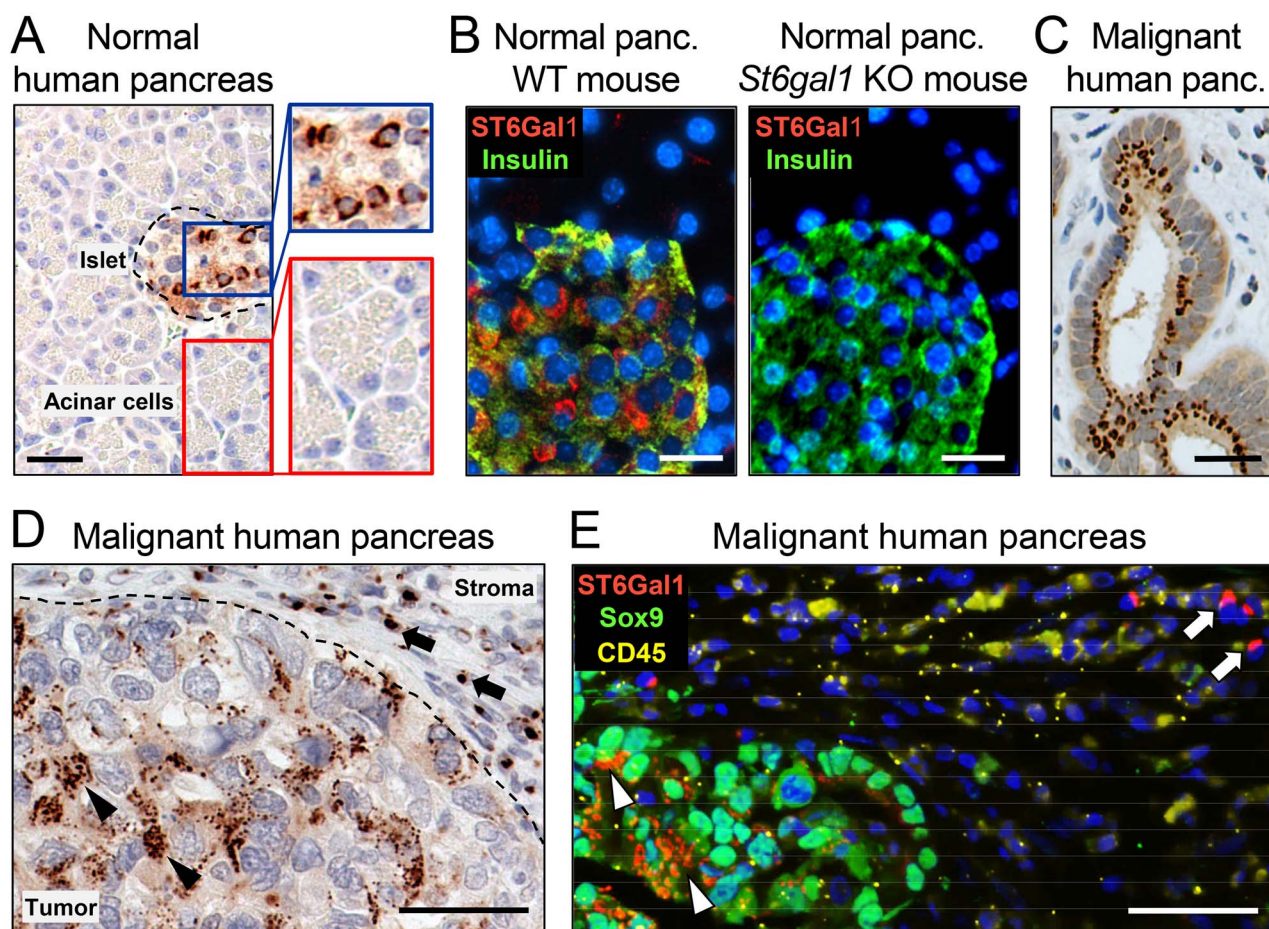 A Normal
human pancreas
Islet
Acinar cells
B Normal panc.
WT mouse
ST6Gal1
Insulin
Normal panc.
St6gal1 KO mouse
ST6Gal1
Insulin
C Malignant
human panc.
D Malignant human pancreas
Stroma
Tumor
E Malignant human pancreas
ST6Gal1
Sox9
CD45